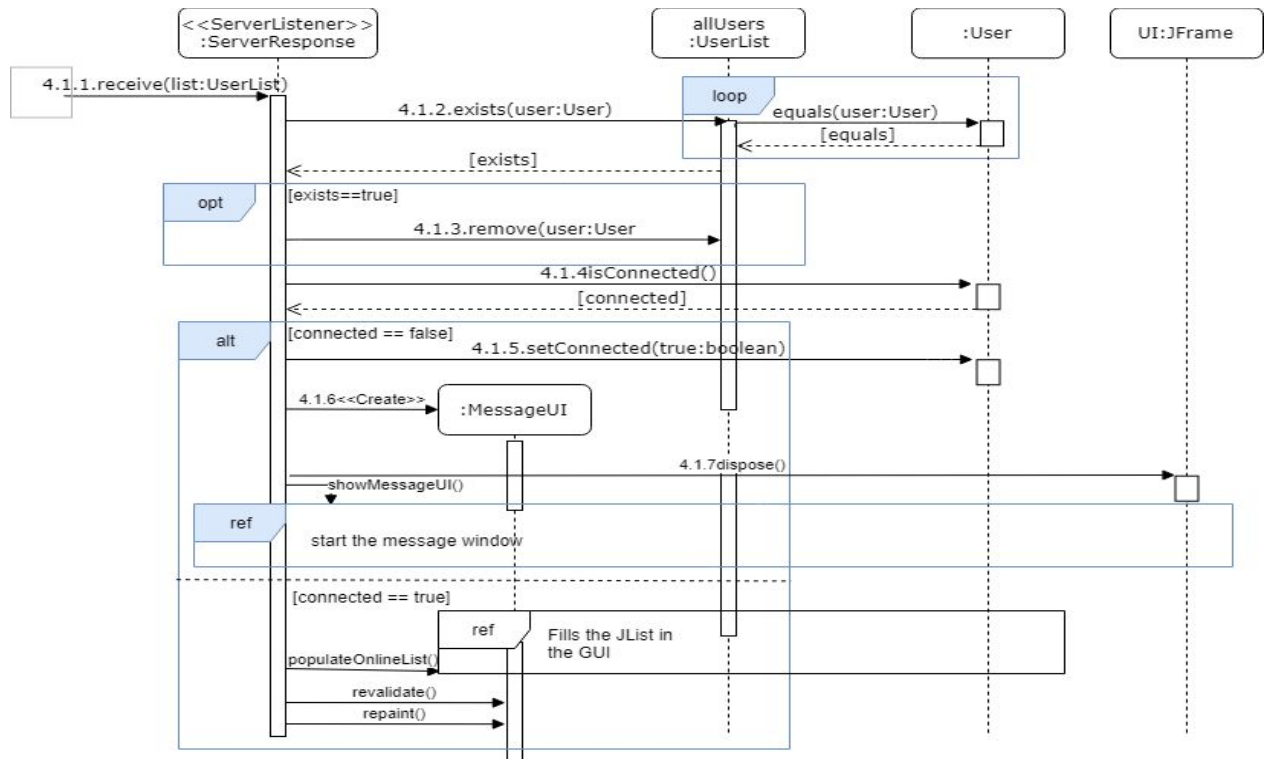 <<ServerListener>>
:ServerResponse
allUsers
:UserList
:User
UI:JFrame
4.1.1.receive(list:UserList)
loop
4.1.2.exists(user:User)
equals(user:User)
[equals]
[exists]
opt
[exists==true]
4.1.3.remove(user:User
4.1.4isConnected()
[connected]
alt
[connected == false]
4.1.5.setConnected(true:boolean)
4.1.6<<Create>>
:MessageUI
4.1.7dispose()
showMessageUI()
ref
start the message window
[connected == true]
ref
Fills the JList in
the GUI
populateOnlineList()
revalidate()
repaint()